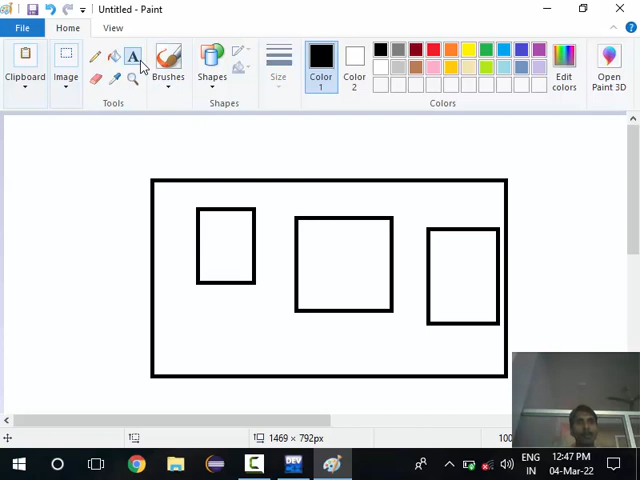 Untitled - Paint
File
Home
View
Clipboard
Image
A
Tools
Brushes
Shapes
Shapes
Size
Color 1
Color 2
Colors
Edit colors
Open Paint 3D
1469 × 792px
100
DEV
ENG
IN
12:47 PM
04-Mar-22